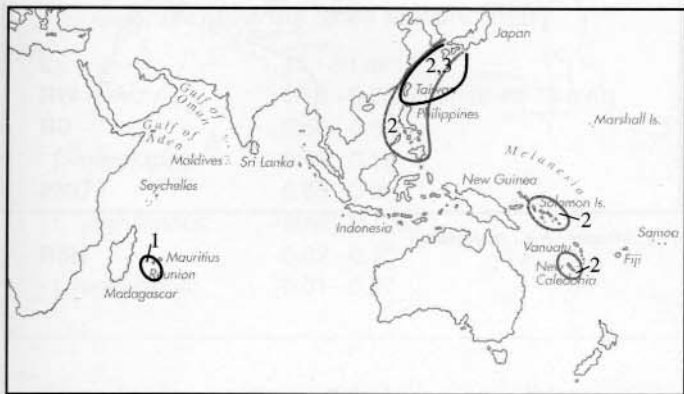 Japan
2,3
Taiwan
Philippines
2
Gulf of
Oman
Gulf of
Aden
Marshall Is.
Maldives
Sri Lanka
Melanesia
Seychelles
New Guinea
Solomon Is.
2
Indonesia
Samoa
1
Mauritius
Reunion
Madagascar
Vanuatu
Fiji
New
Caledonia
2